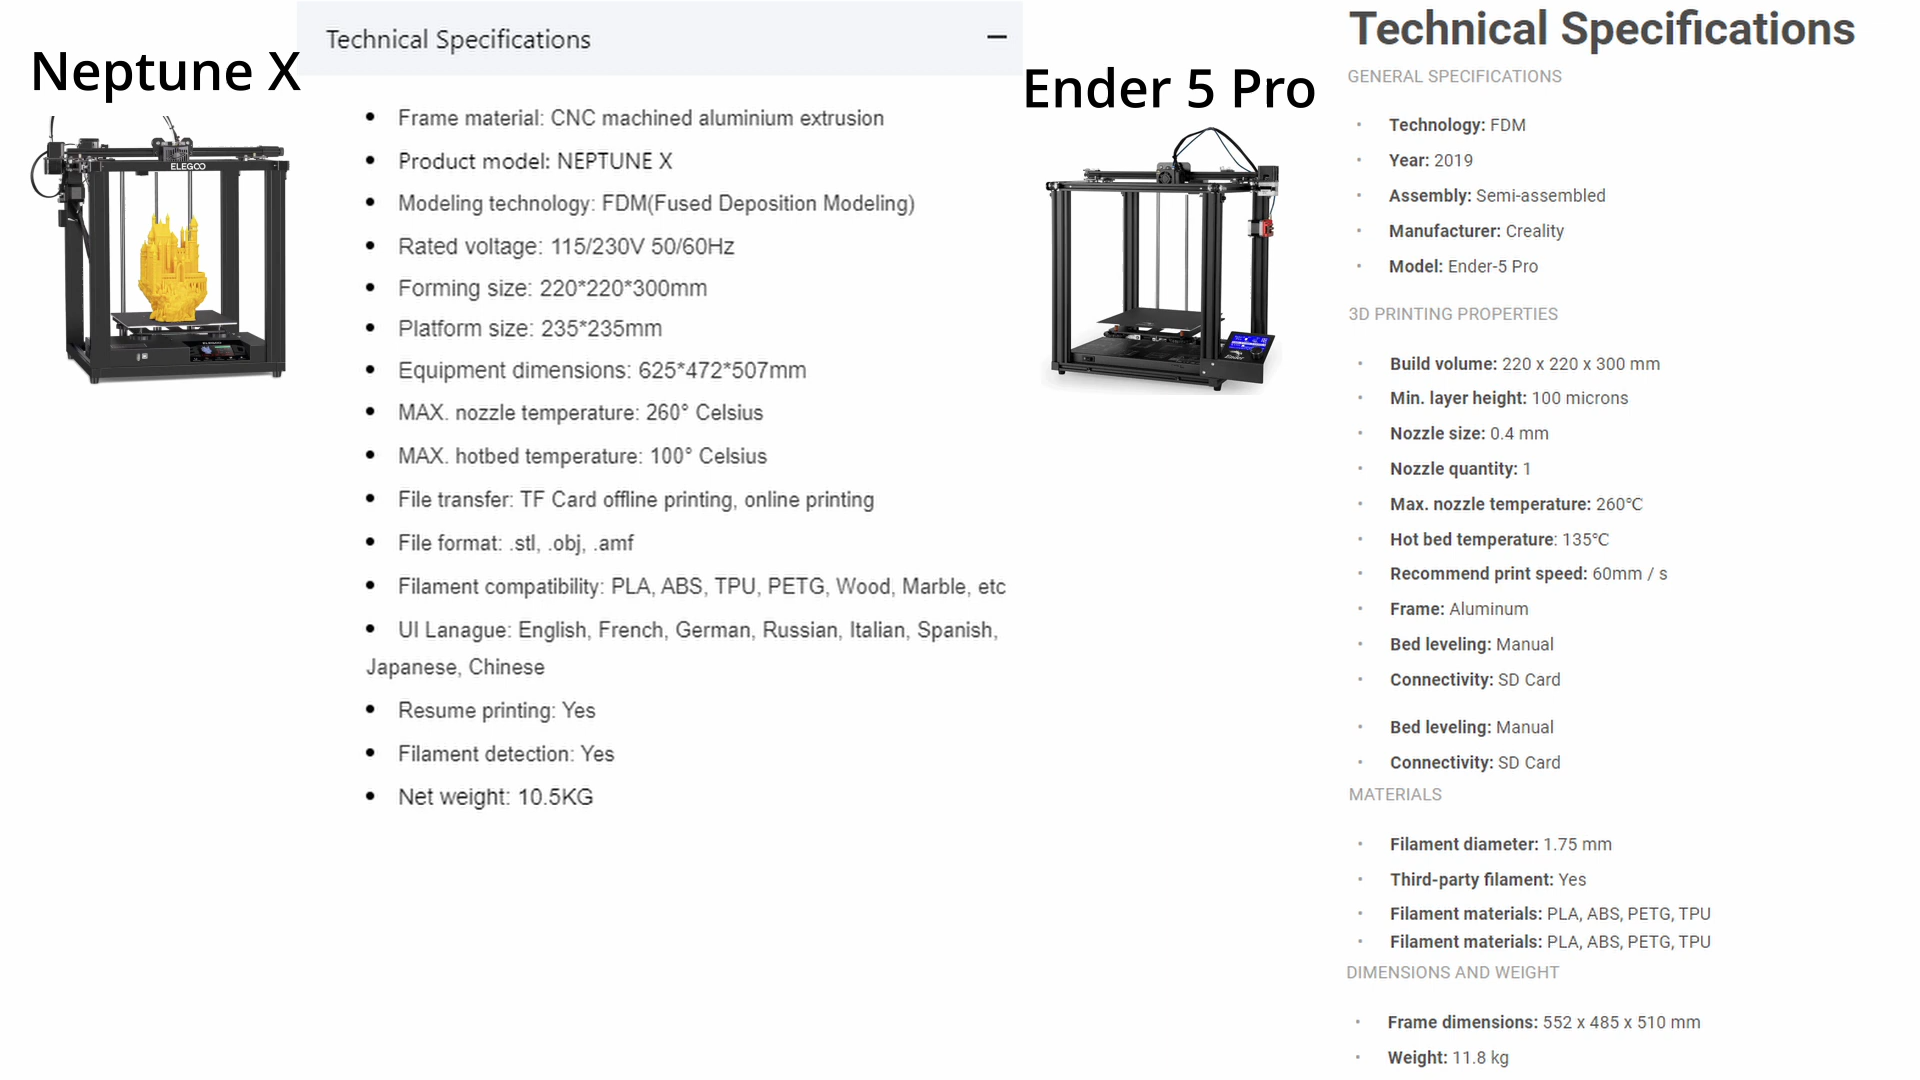 Neptune X
ELEGOO
Technical Specifications
Frame material: CNC machined aluminium extrusion
Product model: NEPTUNE X
Modeling technology: FDM(Fused Deposition Modeling)
Rated voltage: 115/230V 50/60Hz
Forming size: 220*220*300mm
Platform size: 235*235mm
Equipment dimensions: 625*472*507mm
MAX. nozzle temperature: 260° Celsius
MAX. hotbed temperature: 100° Celsius
File transfer: TF Card offline printing, online printing
File format: .stl, .obj, .amf
Filament compatibility: PLA, ABS, TPU, PETG, Wood, Marble, etc
UI Lanague: English, French, German, Russian, Italian, Spanish,
Japanese, Chinese
Resume printing: Yes
Filament detection: Yes
Net weight: 10.5KG
Ender 5 Pro
Technical Specifications
GENERAL SPECIFICATIONS
Technology: FDM
Year: 2019
Assembly: Semi-assembled
Manufacturer: Creality
Model: Ender-5 Pro
3D PRINTING PROPERTIES
Build volume: 220 x 220 x 300 mm
Min. layer height: 100 microns
Nozzle size: 0.4 mm
Nozzle quantity: 1
Max. nozzle temperature: 260℃
Hot bed temperature: 135℃
Recommend print speed: 60mm / s
Frame: Aluminum
Bed leveling: Manual
Connectivity: SD Card
Bed leveling: Manual
Connectivity: SD Card
MATERIALS
Filament diameter: 1.75 mm
Third-party filament: Yes
Filament materials: PLA, ABS, PETG, TPU
Filament materials: PLA, ABS, PETG, TPU
DIMENSIONS AND WEIGHT
Frame dimensions: 552 x 485 x 510 mm
Weight: 11.8 kg